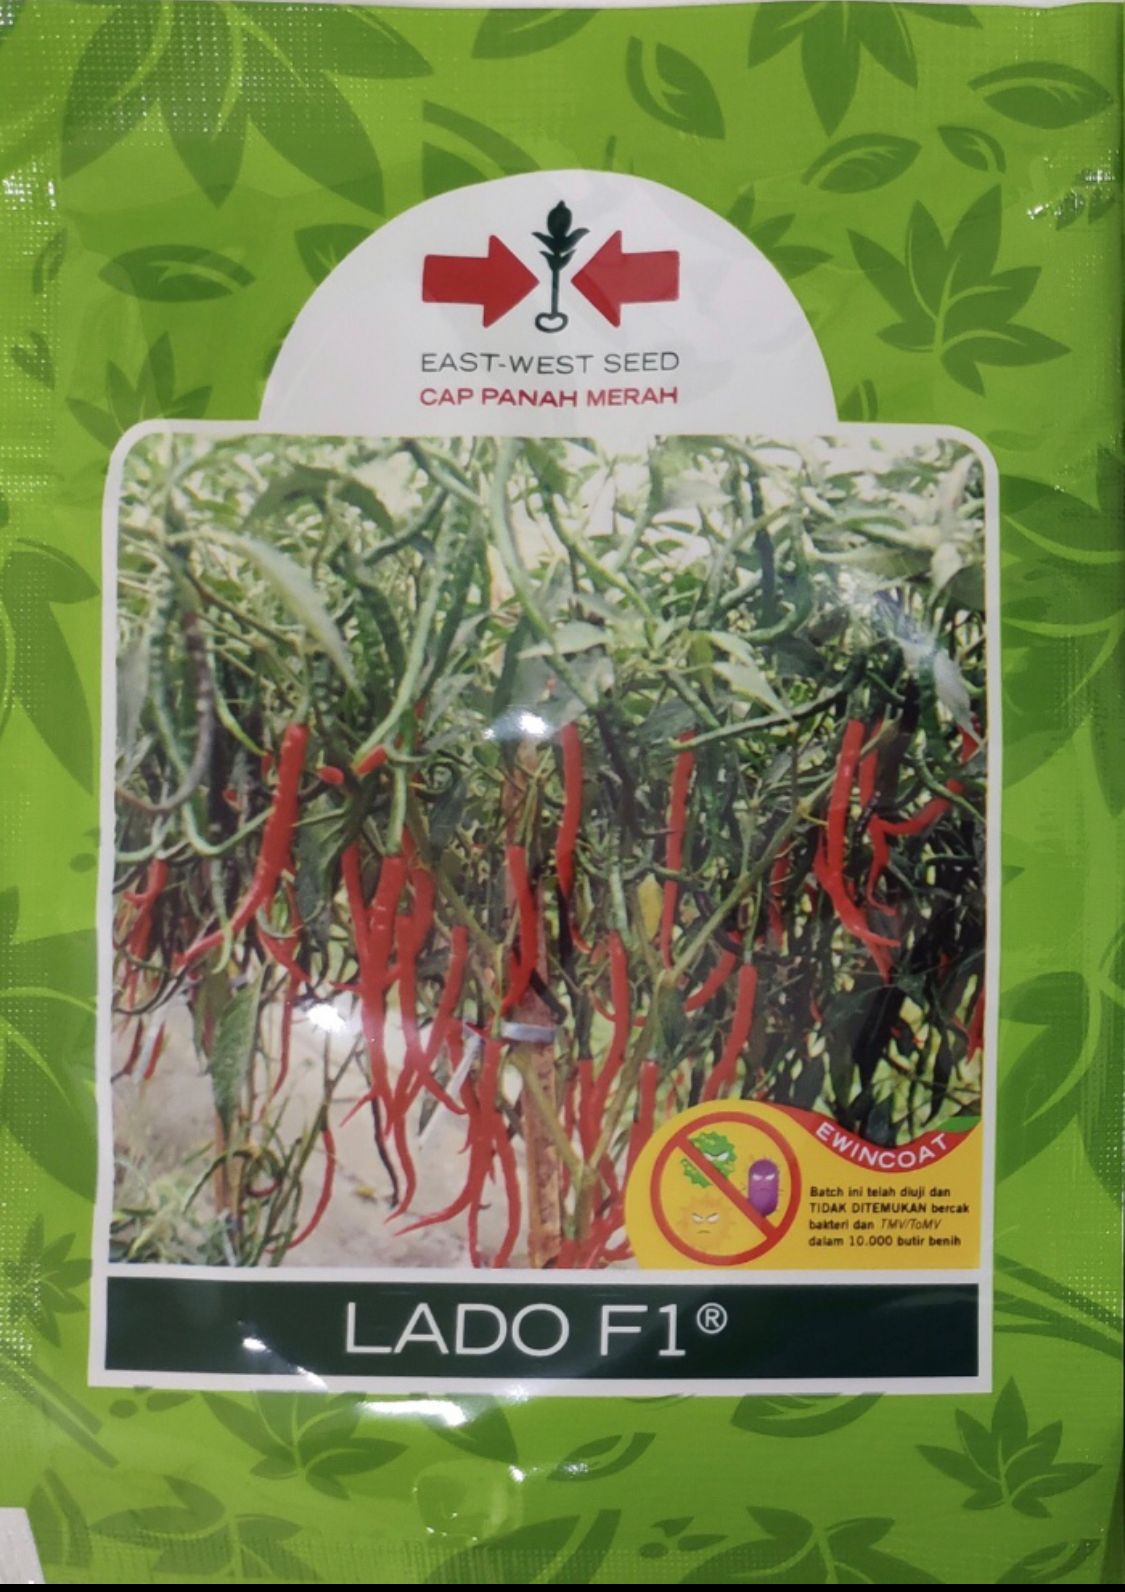 EAST-WEST SEED
CAP PANAH MERAH
EWINCOAT
Batch ini telah diuji dan
TIDAK DITEMUKAN bercak
bakteri dan TMV/ToMV
dalam 10.000 butir benih
LADO F1®